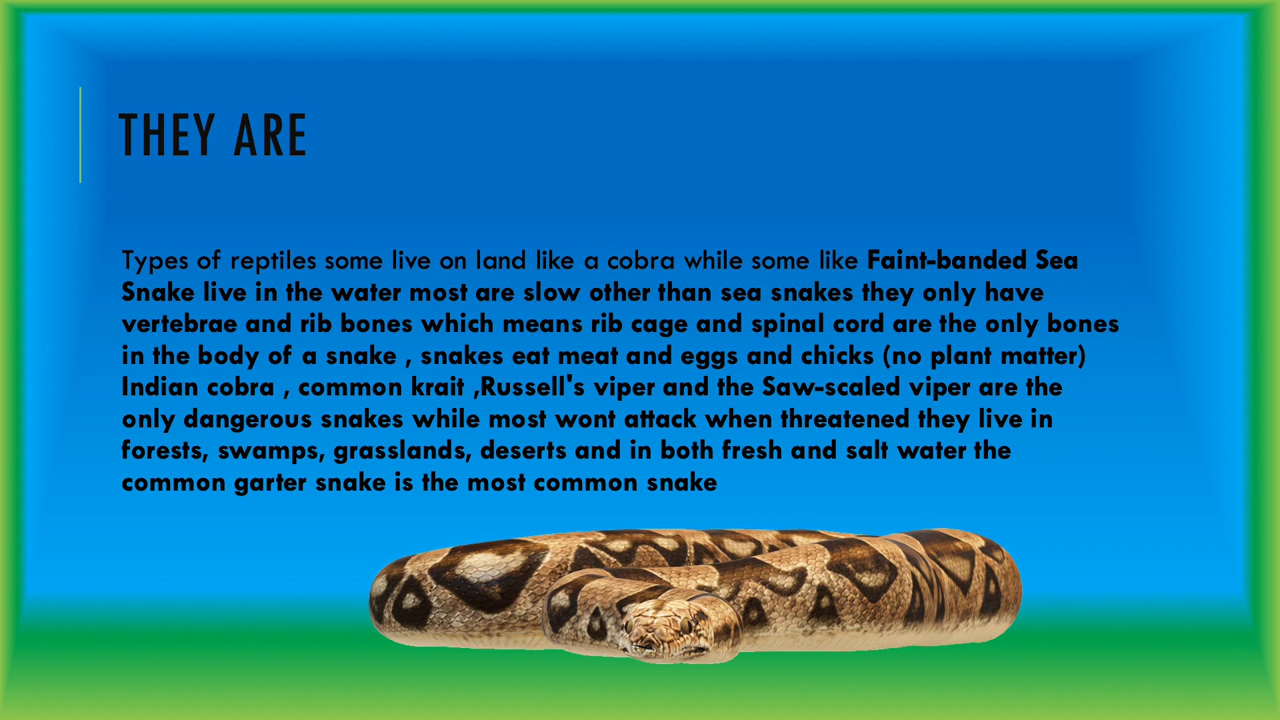 THEY ARE
Types of reptiles some live on land like a cobra while some like Faint-banded Sea
Snake live in the water most are slow other than sea snakes they only have
vertebrae and rib bones which means rib cage and spinal cord are the only bones
in the body of a snake , snakes eat meat and eggs and chicks (no plant matter)
Indian cobra , common krait ,Russell's viper and the Saw-scaled viper are the
only dangerous snakes while most wont attack when threatened they live in
forests, swamps, grasslands, deserts and in both fresh and salt water the
common garter snake is the most common snake